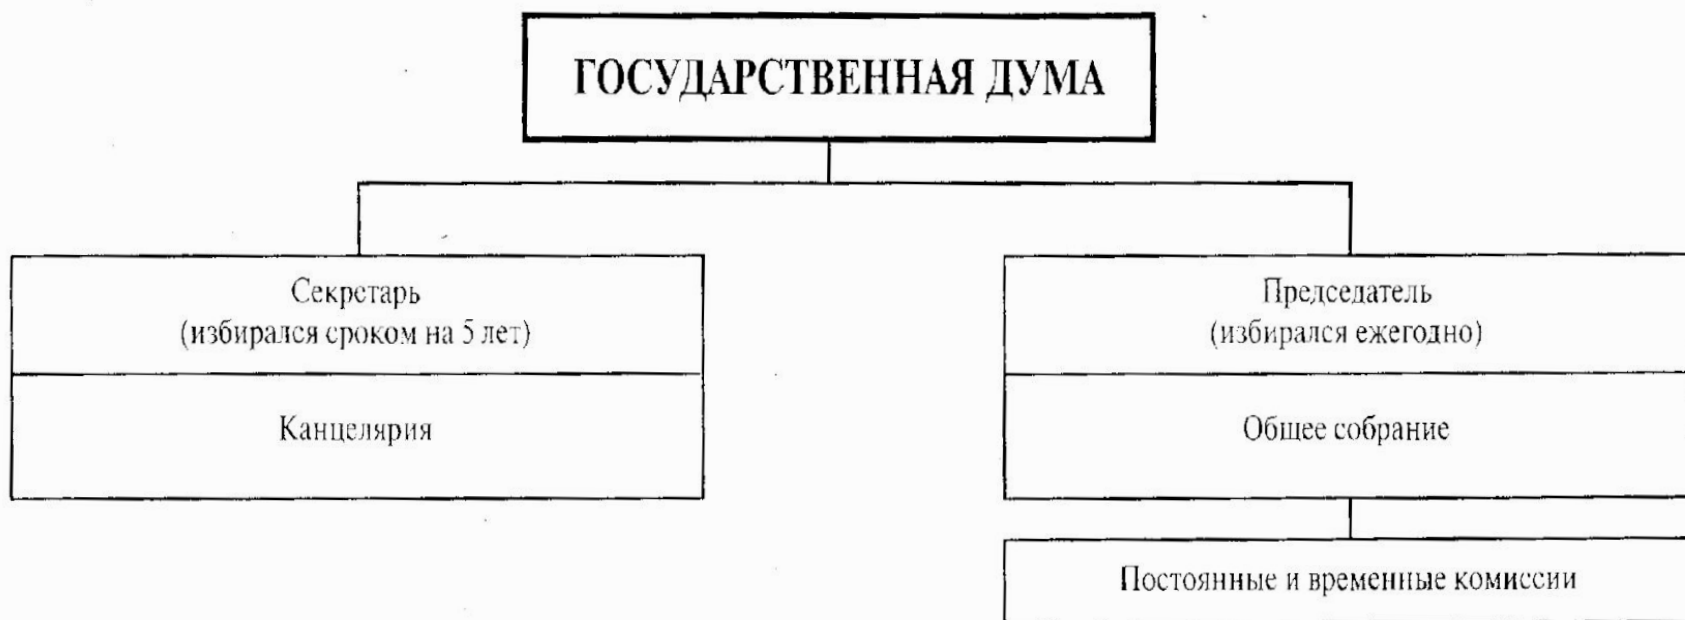 ГОСУДАРСТВЕННАЯ ДУМА
Секретарь
(избирался сроком на 5 лет)
Канцелярия
Председатель
(избирался ежегодно)
Общее собрание
Постоянные и временные комиссии